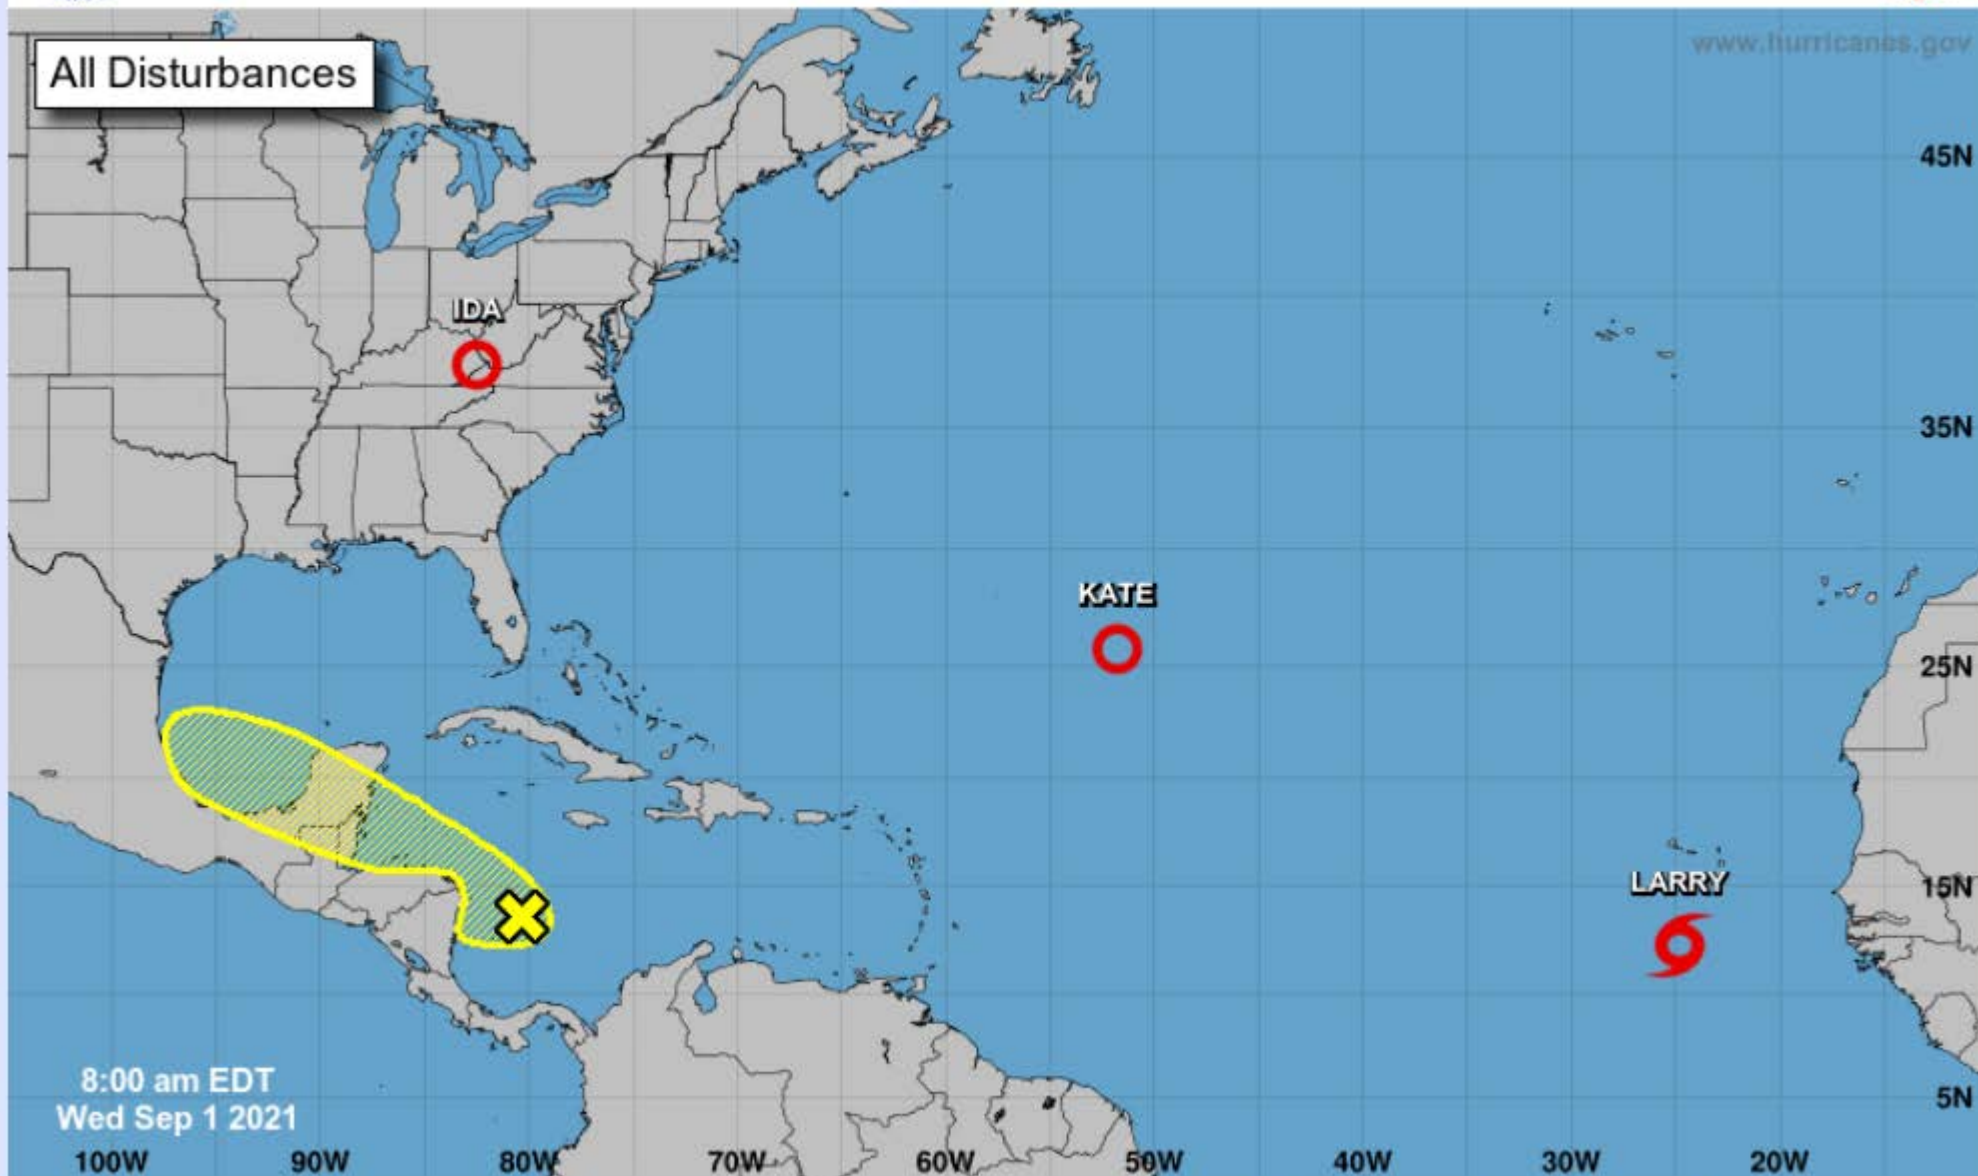 All Disturbances
www.hurricanes.gov
45N
IDA
35N
KATE
25N
LARRY
15N
8:00 am EDT
Wed Sep 1 2021
5N
100W 90W 80W 70W 60W 50W 40W 30W 20W